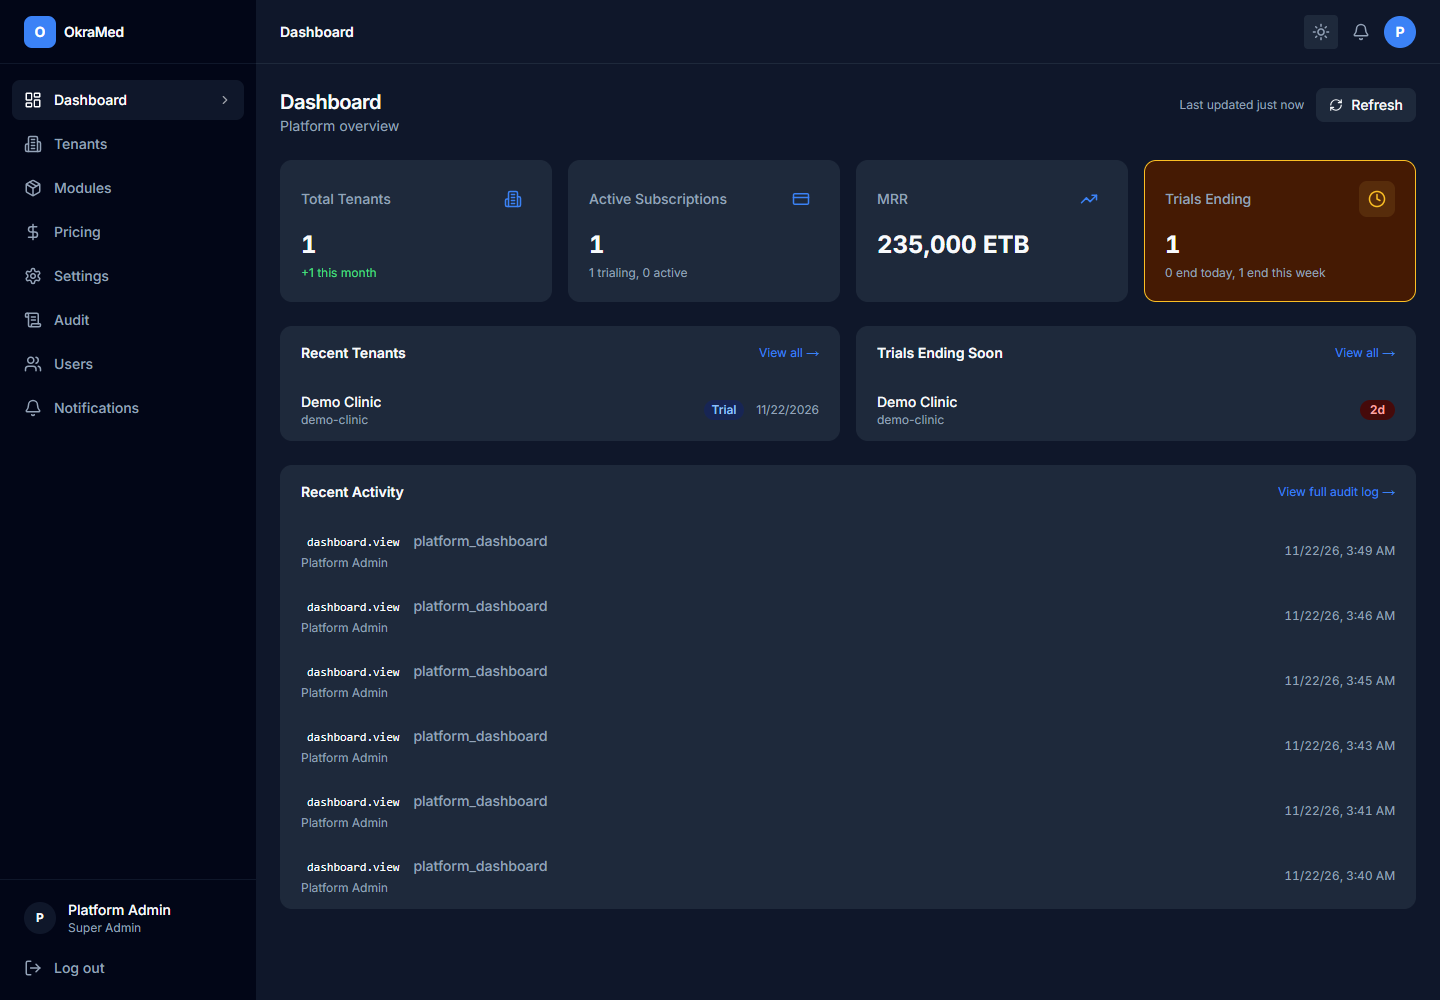 O OkraMed
Dashboard
Tenants
Modules
Pricing
Settings
Audit
Users
Notifications
P Platform Admin
Super Admin
Log out
Dashboard
P
Dashboard
Platform overview
Last updated just now
Refresh
Total Tenants
1
+1 this month
Active Subscriptions
1
1 trialing, 0 active
MRR
235,000 ETB
Trials Ending
1
0 end today, 1 end this week
Recent Tenants
View all →
Demo Clinic
demo-clinic
Trial 11/22/2026
Trials Ending Soon
View all →
Demo Clinic
demo-clinic
2d
Recent Activity
View full audit log →
dashboard.view platform_dashboard
Platform Admin
11/22/26, 3:49 AM
dashboard.view platform_dashboard
Platform Admin
11/22/26, 3:46 AM
dashboard.view platform_dashboard
Platform Admin
11/22/26, 3:45 AM
dashboard.view platform_dashboard
Platform Admin
11/22/26, 3:43 AM
dashboard.view platform_dashboard
Platform Admin
11/22/26, 3:41 AM
dashboard.view platform_dashboard
Platform Admin
11/22/26, 3:40 AM